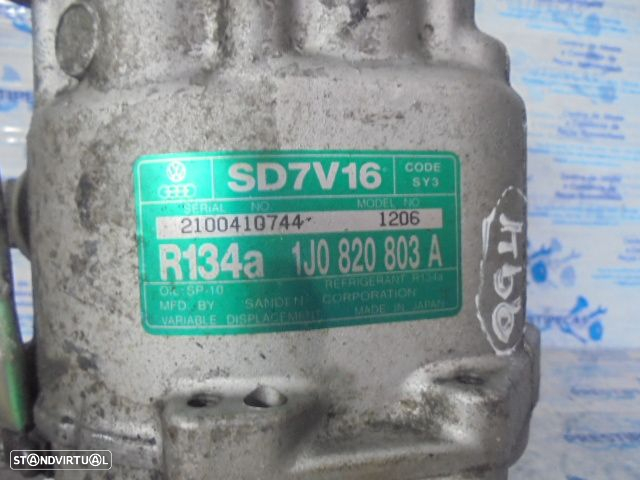 SD7V16
CODE
SY3
SERIAL NO.
MODEL NO
2100410744
1206
R134a 1J0 820 803 A
OIL SP-10
REFRIGERANT R134a
MFD. BY SANDEN CORPORATION
VARIABLE DISPLACEMENT
MADE IN JAPAN
STANDVIRTUAL